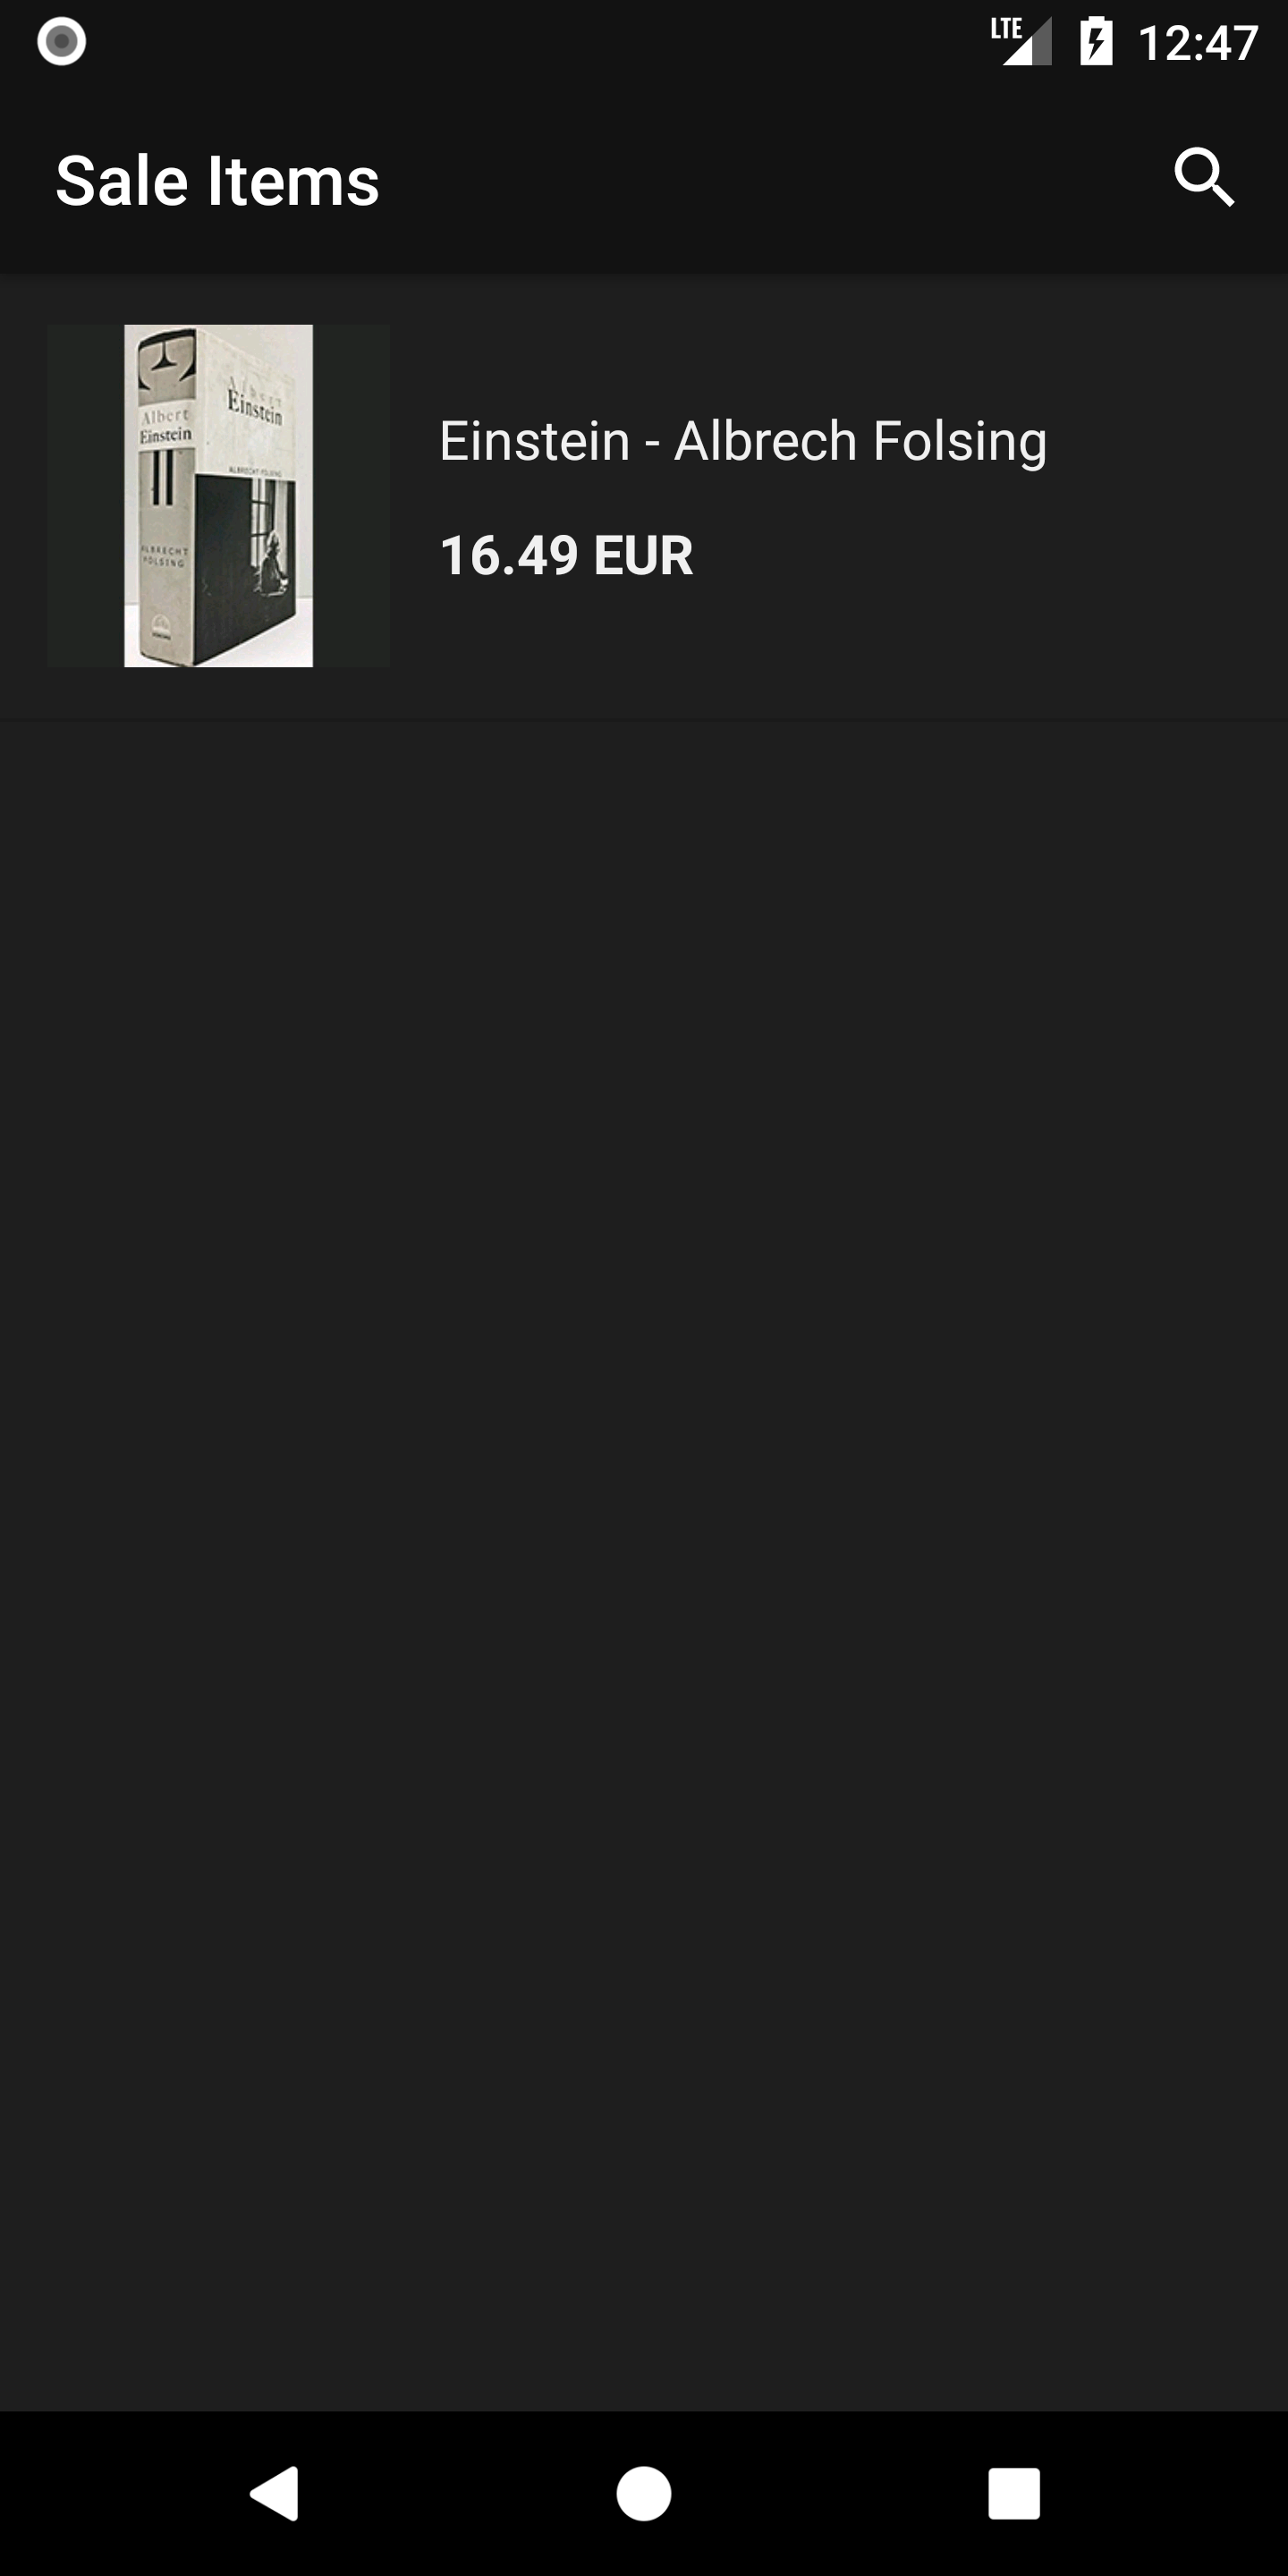 LTE 12:47
Sale Items
Albert
Einstein
ALBRECHT
FOLSING
Albert
Einstein
ALBRECHT FOLSING
Einstein - Albrech Folsing
16.49 EUR